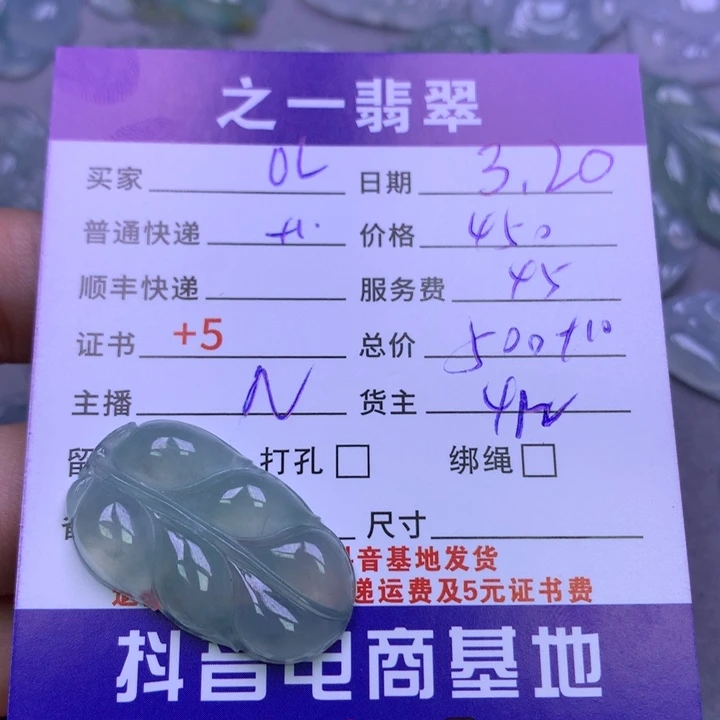 之一翡翠
买家 OL 日期 3.20
普通快递 价格 450
顺丰快递 服务费 45
证书 +5 总价 500+10
主播 N 货主
打孔 绑绳
尺寸
音基地发货
递运费及5元证书费
抖音电商基地